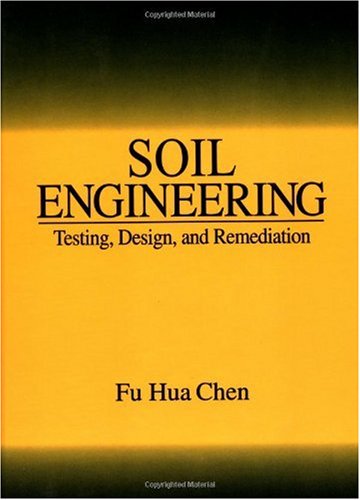 Copyrighted Material
SOIL
ENGINEERING
Testing, Design, and Remediation
Fu Hua Chen
Copyrighted Material